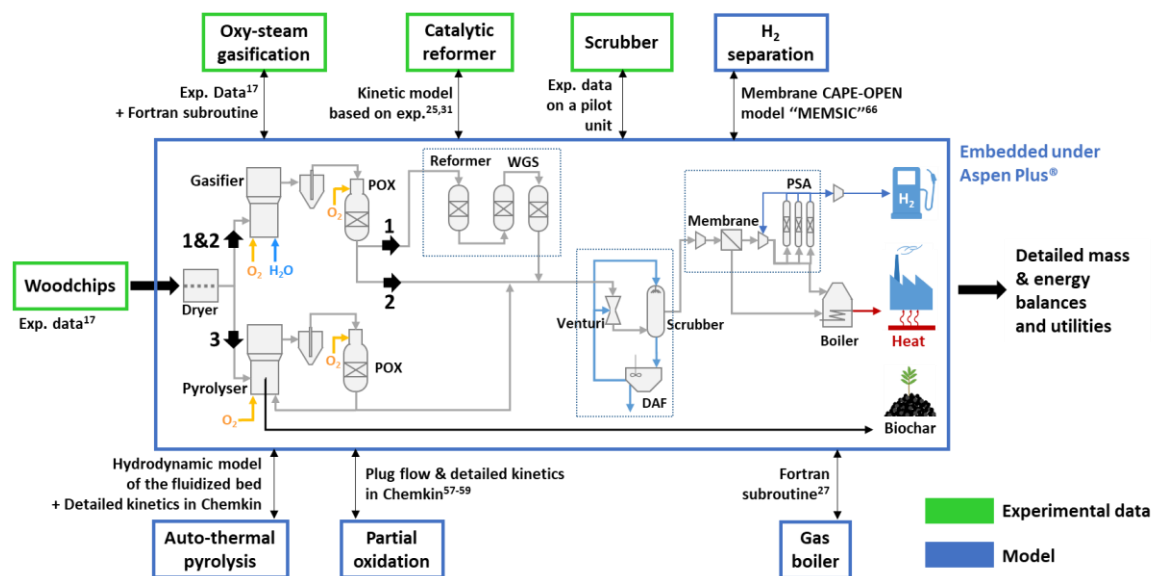 Oxy-steam
gasification
Catalytic
reformer
Scrubber
H₂
separation
Exp. Data¹⁷
+ Fortran subroutine
Kinetic model
based on exp.²⁵,³¹
Exp. data
on a pilot
unit
Membrane CAPE-OPEN
model “MEMSIC”⁶⁶
Embedded under
Aspen Plus®
Gasifier
POX
O₂
Reformer
WGS
PSA
Membrane
H₂
1&2
O₂
H₂O
1
2
Woodchips
Exp. data¹⁷
Dryer
Venturi
Scrubber
Boiler
Heat
Detailed mass
& energy
balances
and utilities
3
Pyrolyser
O₂
O₂
POX
DAF
Biochar
Hydrodynamic model
of the fluidized bed
+ Detailed kinetics in Chemkin
Plug flow & detailed kinetics
in Chemkin⁵⁷⁻⁵⁹
Fortran
subroutine²⁷
Auto-thermal
pyrolysis
Partial
oxidation
Gas
boiler
Experimental data
Model